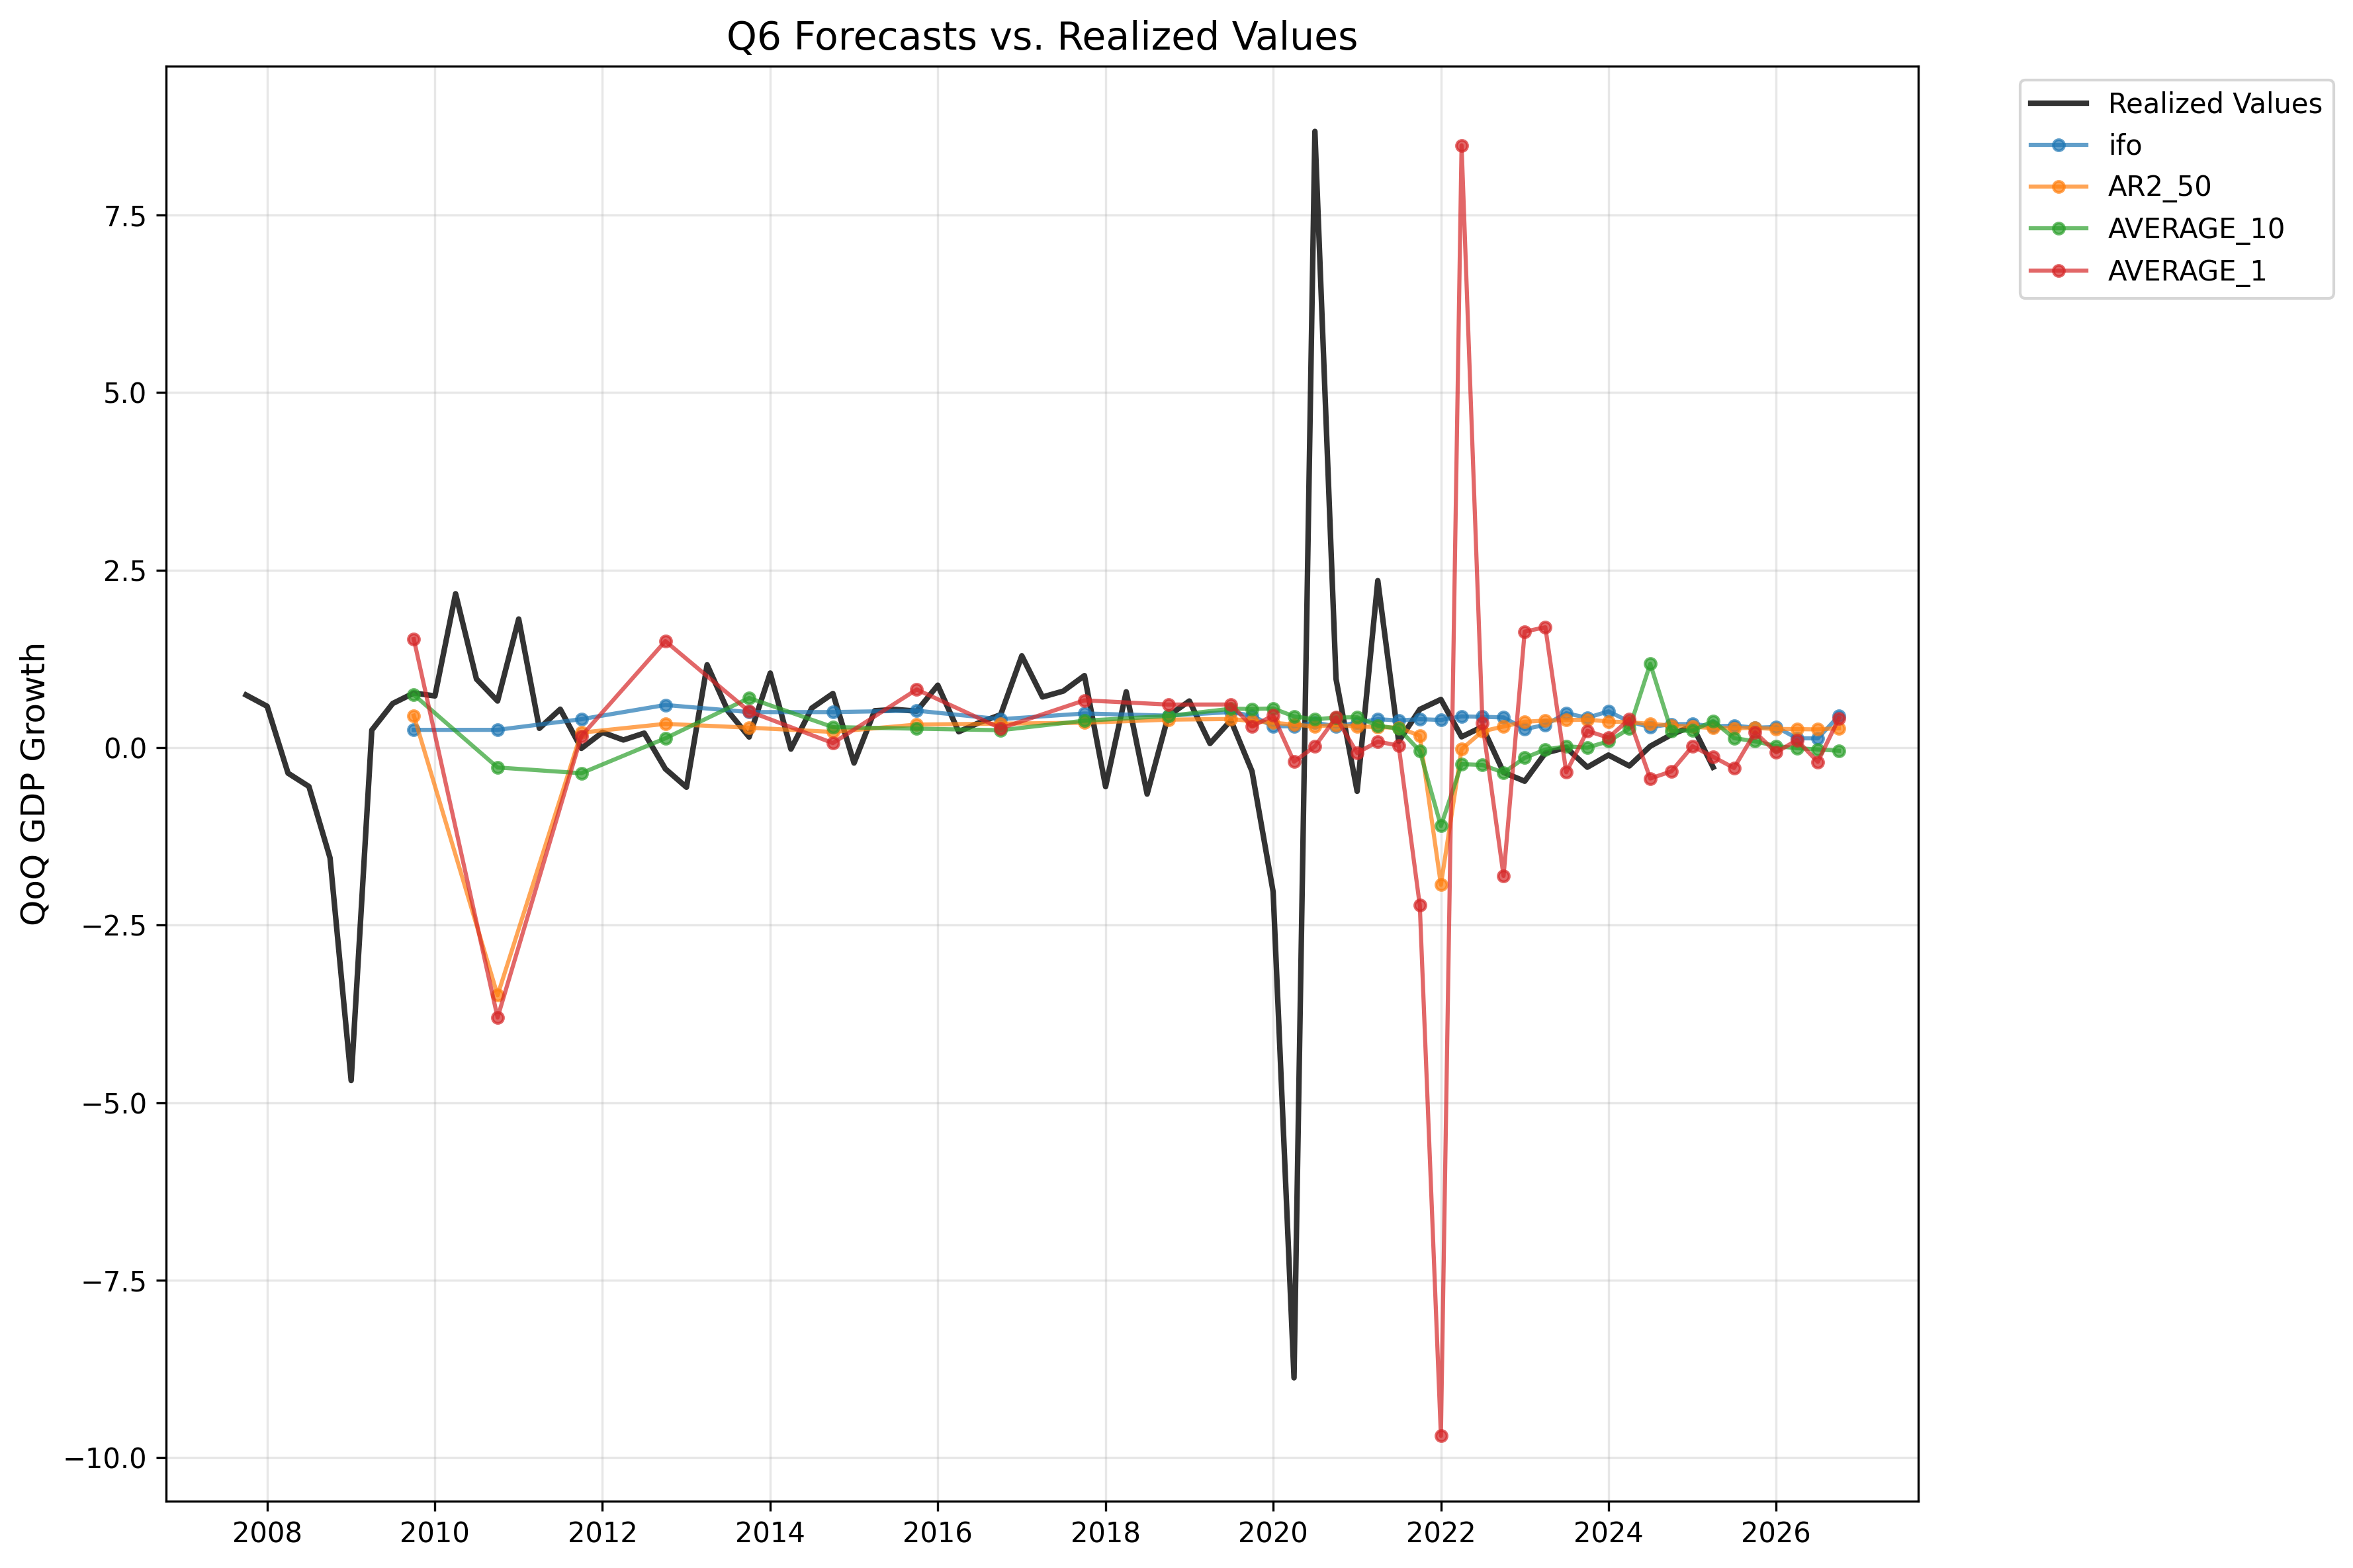 Q6 Forecasts vs. Realized Values
Realized Values
ifo
AR2_50
AVERAGE_10
AVERAGE_1
QoQ GDP Growth
7.5
5.0
2.5
0.0
−2.5
−5.0
−7.5
−10.0
2008 2010 2012 2014 2016 2018 2020 2022 2024 2026